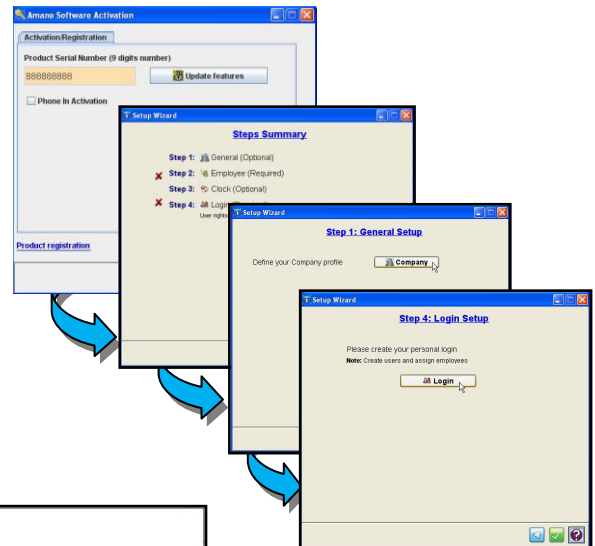 Amano Software Activation
Activation/Registration
Product Serial Number (9 digits number)
888888888
Update features
Phone In Activation
Product registration
Setup Wizard
Steps Summary
Step 1: General (Optional)
Step 2: Employee (Required)
Step 3: Clock (Optional)
Step 4: Login
User rights
Setup Wizard
Step 1: General Setup
Define your Company profile
Company
Setup Wizard
Step 4: Login Setup
Please create your personal login
Note: Create users and assign employees
Login